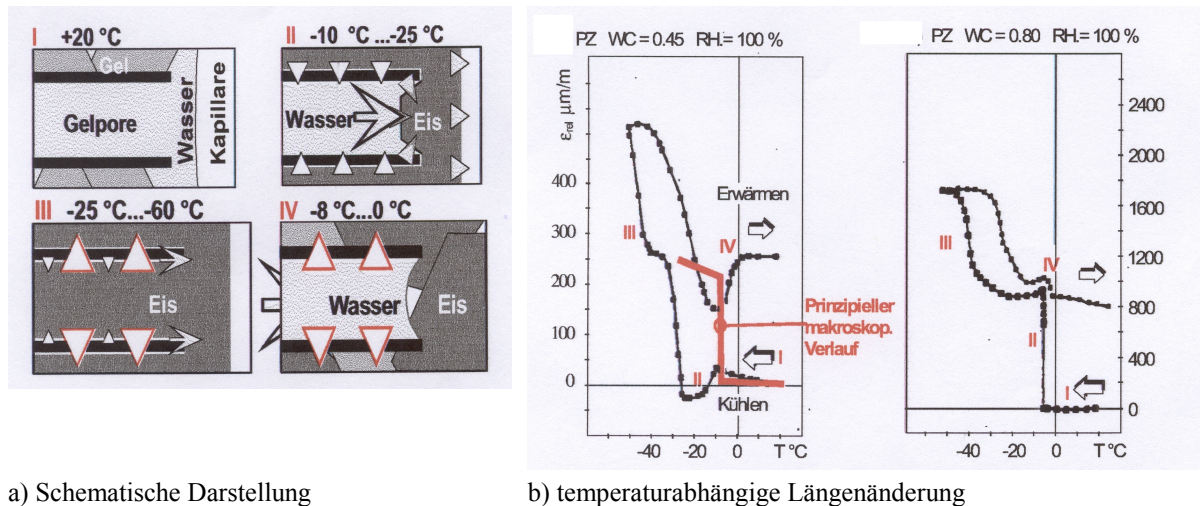 I +20 °C
Gel
Gelpore
Wasser
Kapillare
II -10 °C ...-25 °C
Wasser
Eis
III -25 °C...-60 °C
Eis
IV -8 °C...0 °C
Wasser
Eis
a) Schematische Darstellung
PZ WC = 0.45 RH.= 100 %
εrel µm/m
600
500
400
300
200
100
0
Erwärmen
III
IV
Prinzipieller
makroskop.
Verlauf
I
II
Kühlen
-40 -20 0 T °C
PZ WC = 0.80 RH.= 100 %
2400
2000
1600
1200
800
400
0
III
IV
II
I
-40 -20 0 T °C
b) temperaturabhängige Längenänderung